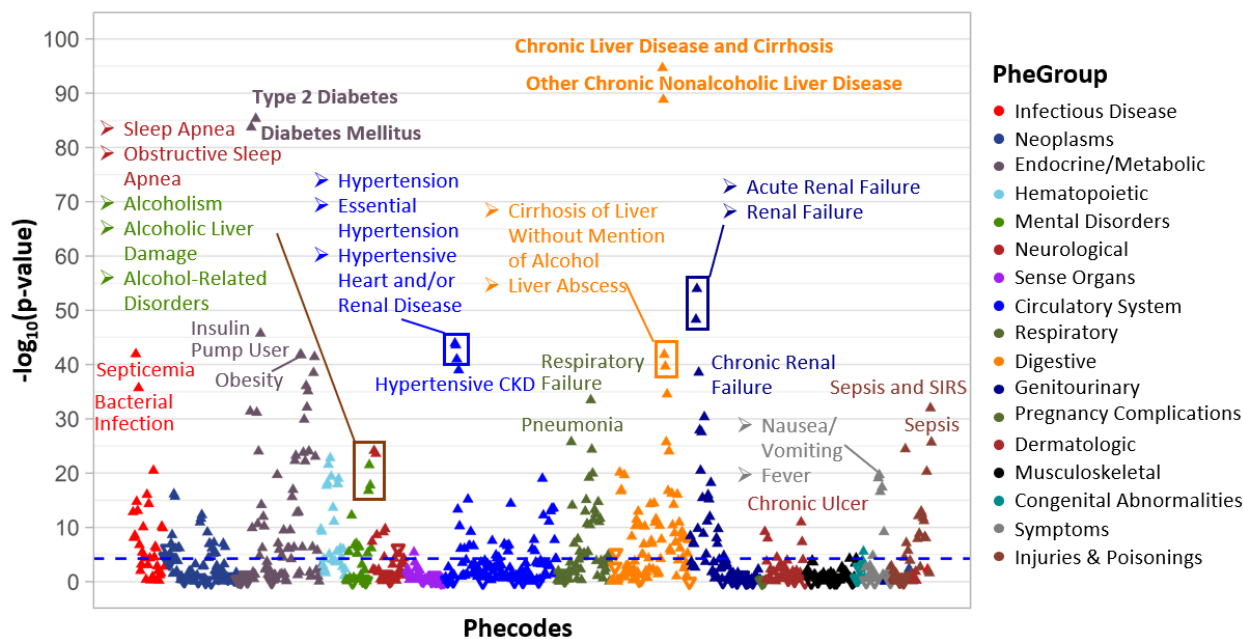 Chronic Liver Disease and Cirrhosis
Other Chronic Nonalcoholic Liver Disease
Type 2 Diabetes
Diabetes Mellitus
Sleep Apnea
Obstructive Sleep
Apnea
Alcoholism
Alcoholic Liver
Damage
Alcohol-Related
Disorders
Hypertension
Essential
Hypertension
Hypertensive
Heart and/or
Renal Disease
Cirrhosis of Liver
Without Mention
of Alcohol
Liver Abscess
Acute Renal Failure
Renal Failure
Insulin
Pump User
Obesity
Septicemia
Bacterial
Infection
Hypertensive CKD
Respiratory
Failure
Pneumonia
Chronic Renal
Failure
Nausea/
Vomiting
Fever
Chronic Ulcer
Sepsis and SIRS
Sepsis
-log10(p-value)
100
90
80
70
60
50
40
30
20
10
0
Phecodes
PheGroup
Infectious Disease
Neoplasms
Endocrine/Metabolic
Hematopoietic
Mental Disorders
Neurological
Sense Organs
Circulatory System
Respiratory
Digestive
Genitourinary
Pregnancy Complications
Dermatologic
Musculoskeletal
Congenital Abnormalities
Symptoms
Injuries & Poisonings